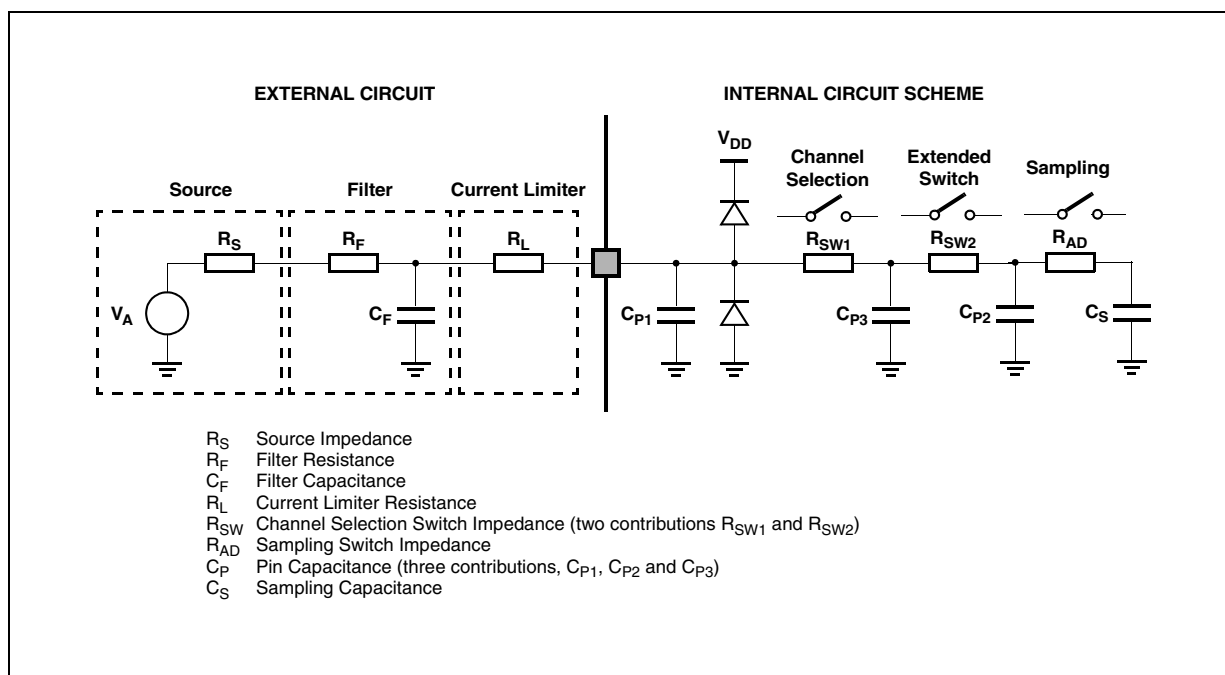 EXTERNAL CIRCUIT
INTERNAL CIRCUIT SCHEME
VDD
Channel
Selection
Extended
Switch
Sampling
Source
Filter
Current Limiter
RS
RF
RL
RSW1
RSW2
RAD
VA
CF
CP1
CP3
CP2
CS
RS Source Impedance
RF Filter Resistance
CF Filter Capacitance
RL Current Limiter Resistance
RSW Channel Selection Switch Impedance (two contributions RSW1 and RSW2)
RAD Sampling Switch Impedance
CP Pin Capacitance (three contributions, CP1, CP2 and CP3)
CS Sampling Capacitance